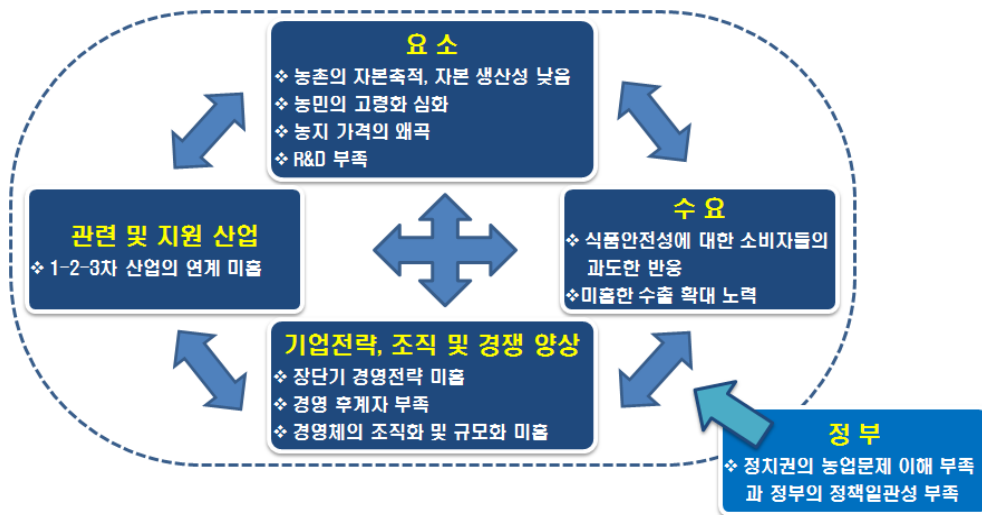 요 소
❖ 농촌의 자본축적, 자본 생산성 낮음
❖ 농민의 고령화 심화
❖ 농지 가격의 왜곡
❖ R&D 부족
관련 및 지원 산업
❖ 1-2-3차 산업의 연계 미흡
수 요
❖ 식품안전성에 대한 소비자들의
과도한 반응
❖미흡한 수출 확대 노력
기업전략, 조직 및 경쟁 양상
❖ 장단기 경영전략 미흡
❖ 경영 후계자 부족
❖ 경영체의 조직화 및 규모화 미흡
정 부
❖ 정치권의 농업문제 이해 부족
과 정부의 정책일관성 부족